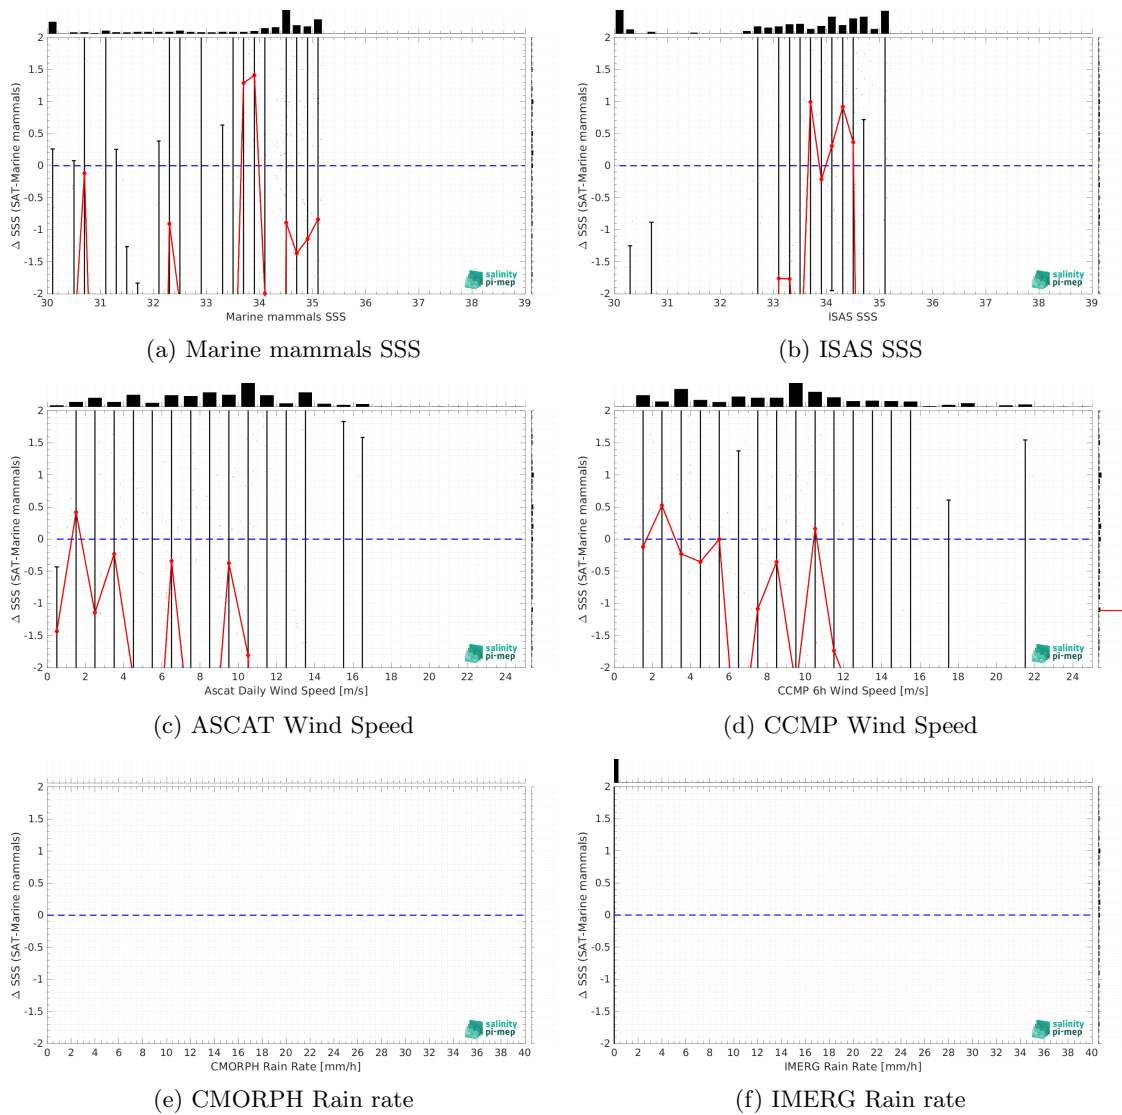 2
1.5
1
0.5
0
-0.5
-1
-1.5
-2
Δ SSS (SAT-Marine mammals)
30 31 32 33 34 35 36 37 38 39
Marine mammals SSS
salinity
pi-mep
(a) Marine mammals SSS
2
1.5
1
0.5
0
-0.5
-1
-1.5
-2
Δ SSS (SAT-Marine mammals)
30 31 32 33 34 35 36 37 38 39
ISAS SSS
salinity
pi-mep
(b) ISAS SSS
2
1.5
1
0.5
0
-0.5
-1
-1.5
-2
Δ SSS (SAT-Marine mammals)
0 2 4 6 8 10 12 14 16 18 20 22 24
Ascat Daily Wind Speed [m/s]
salinity
pi-mep
(c) ASCAT Wind Speed
2
1.5
1
0.5
0
-0.5
-1
-1.5
-2
Δ SSS (SAT-Marine mammals)
0 2 4 6 8 10 12 14 16 18 20 22 24
CCMP 6h Wind Speed [m/s]
salinity
pi-mep
(d) CCMP Wind Speed
2
1.5
1
0.5
0
-0.5
-1
-1.5
-2
Δ SSS (SAT-Marine mammals)
0 2 4 6 8 10 12 14 16 18 20 22 24 26 28 30 32 34 36 38 40
CMORPH Rain Rate [mm/h]
salinity
pi-mep
(e) CMORPH Rain rate
2
1.5
1
0.5
0
-0.5
-1
-1.5
-2
Δ SSS (SAT-Marine mammals)
0 2 4 6 8 10 12 14 16 18 20 22 24 26 28 30 32 34 36 38 40
IMERG Rain Rate [mm/h]
salinity
pi-mep
(f) IMERG Rain rate